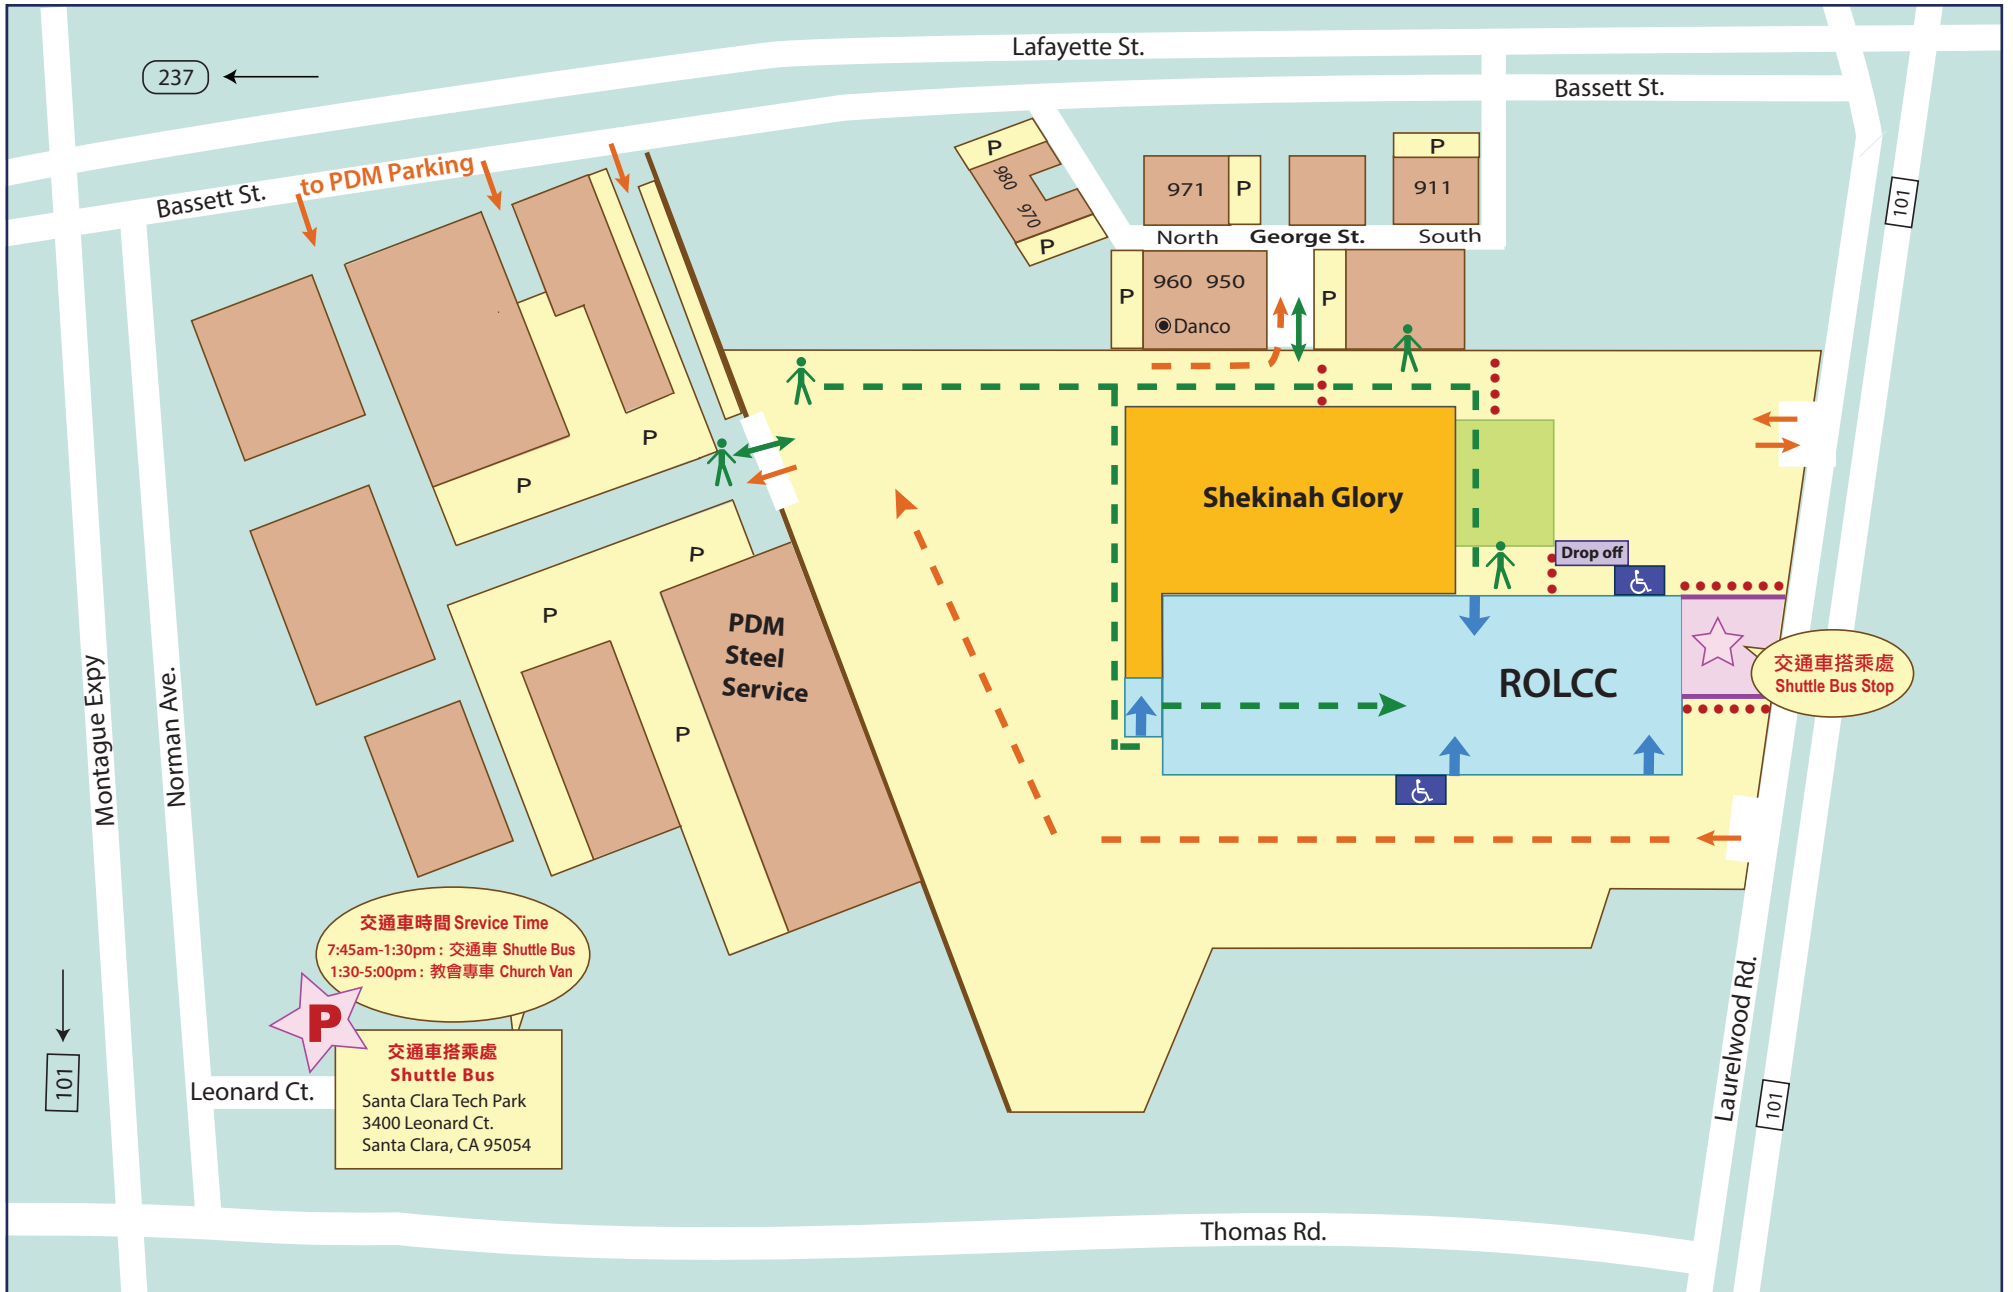 Lafayette St.
237
Bassett St.
to PDM Parking
Bassett St.
P
980
970
P
971
P
P
911
North
George St.
South
101
P
960 950
Danco
P
P
P
Shekinah Glory
Drop off
P
P
PDM
Steel
Service
P
ROLCC
交通車搭乘處
Shuttle Bus Stop
Montague Expy
Norman Ave.
交通車時間 Srevice Time
7:45am-1:30pm : 交通車 Shuttle Bus
1:30-5:00pm : 教會專車 Church Van
P
交通車搭乘處
Shuttle Bus
Santa Clara Tech Park
3400 Leonard Ct.
Santa Clara, CA 95054
Leonard Ct.
101
Laurelwood Rd.
101
Thomas Rd.